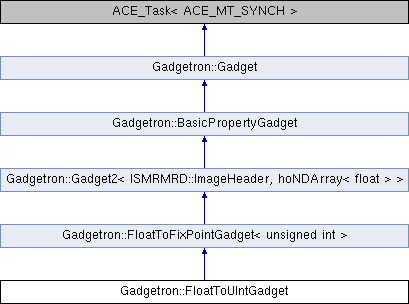 ACE_Task< ACE_MT_SYNCH >
Gadgetron::Gadget
Gadgetron::BasicPropertyGadget
Gadgetron::Gadget2< ISMRMRD::ImageHeader, hoNDArray< float > >
Gadgetron::FloatToFixPointGadget< unsigned int >
Gadgetron::FloatToUIntGadget